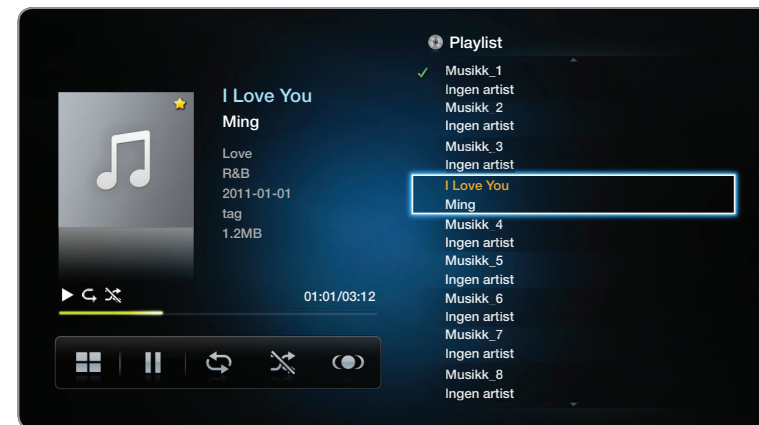 I Love You
Ming
Love
R&B
2011-01-01
tag
1.2MB
01:01/03:12
Playlist
Musikk_1
Ingen artist
Musikk_2
Ingen artist
Musikk_3
Ingen artist
I Love You
Ming
Musikk_4
Ingen artist
Musikk_5
Ingen artist
Musikk_6
Ingen artist
Musikk_7
Ingen artist
Musikk_8
Ingen artist